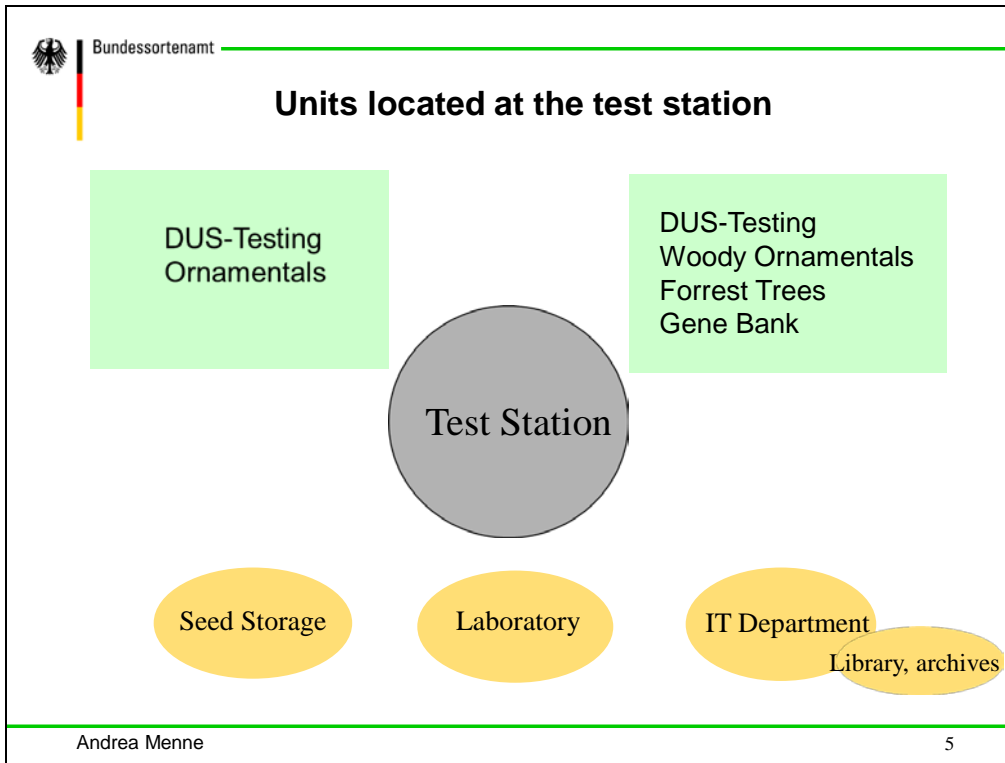 Bundessortenamt
Units located at the test station
DUS-Testing
Ornamentals
DUS-Testing
Woody Ornamentals
Forrest Trees
Gene Bank
Test Station
Seed Storage
Laboratory
IT Department
Library, archives
Andrea Menne
5